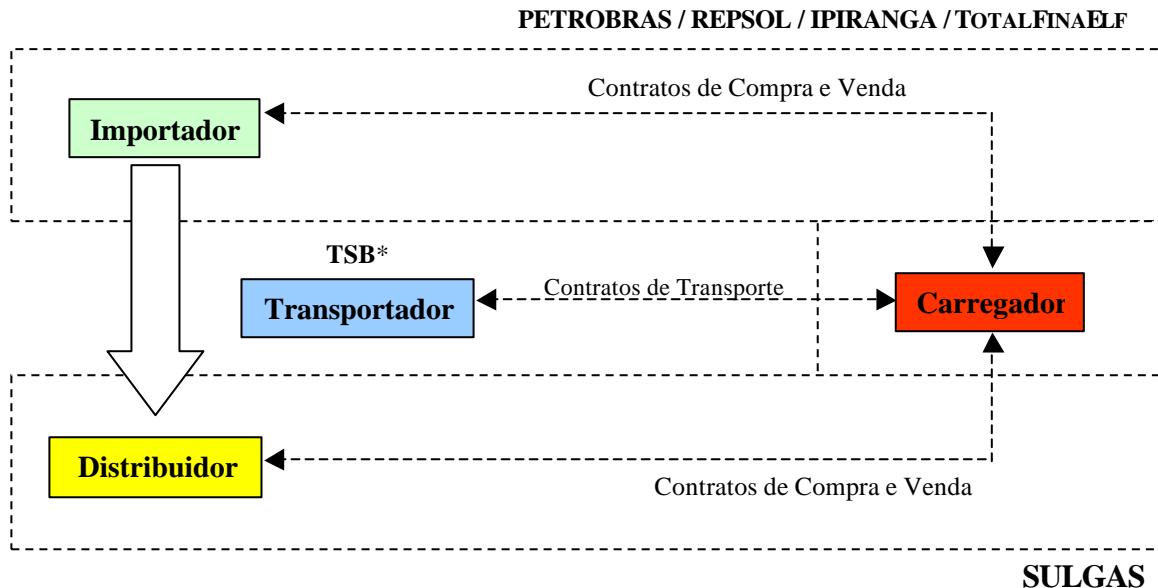 PETROBRAS / REPSOL / IPIRANGA / TOTALFINAELF
Contratos de Compra e Venda
Importador
TSB*
Transportador
Contratos de Transporte
Carregador
Distribuidor
Contratos de Compra e Venda
SULGAS